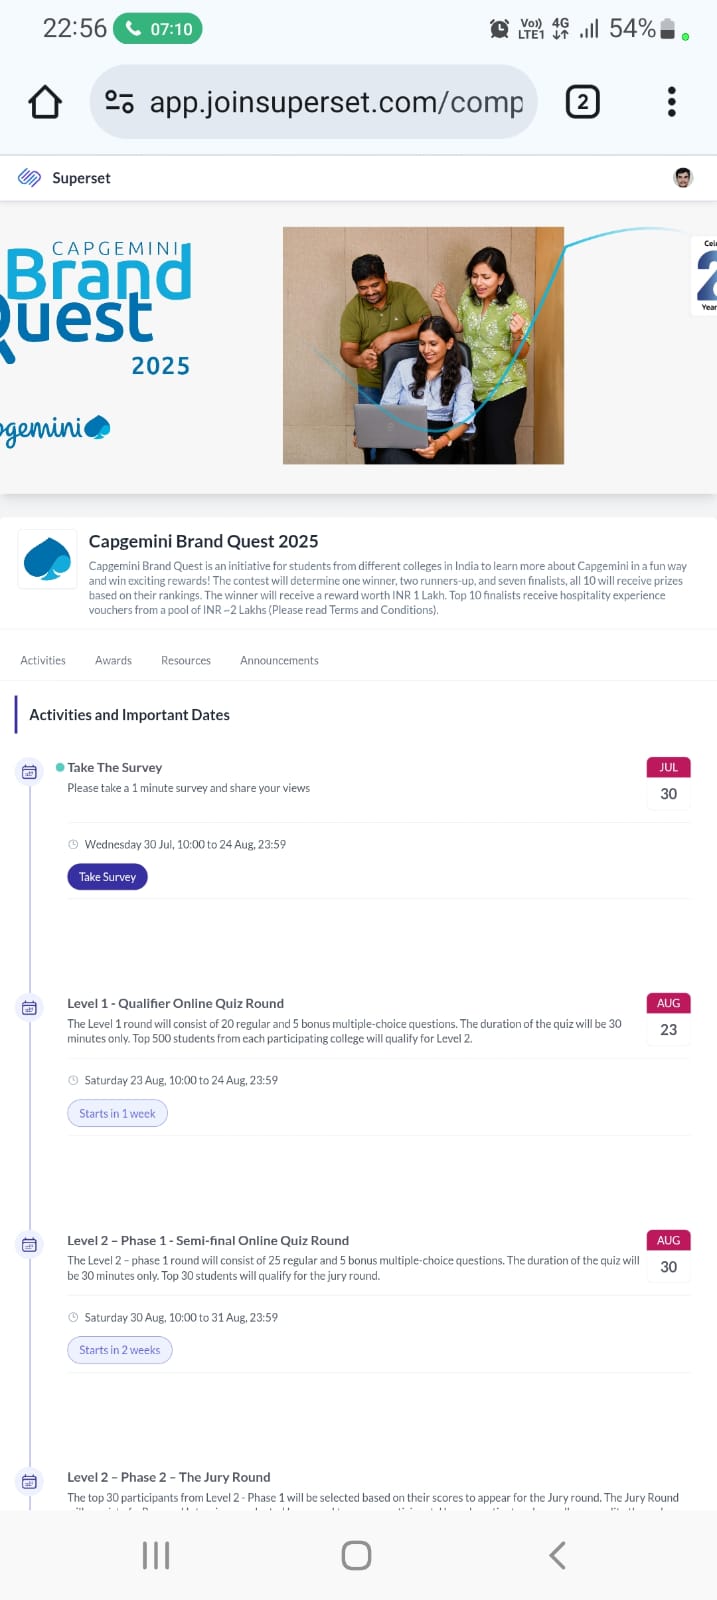 22:56
07:10
Vo)) LTE1
4G
54%
app.joinsuperset.com/comp
2
Superset
CAPGEMINI
Brand
Quest
2025
Capgemini Brand Quest 2025
Capgemini Brand Quest is an initiative for students from different colleges in India to learn more about Capgemini in a fun way
and win exciting rewards! The contest will determine one winner, two runners-up, and seven finalists, all 10 will receive prizes
based on their rankings. The winner will receive a reward worth INR 1 Lakh. Top 10 finalists receive hospitality experience
vouchers from a pool of INR ~2 Lakhs (Please read Terms and Conditions).
Activities
Awards
Resources
Announcements
Activities and Important Dates
Take The Survey
JUL
30
Please take a 1 minute survey and share your views
Wednesday 30 Jul, 10:00 to 24 Aug, 23:59
Take Survey
Level 1 - Qualifier Online Quiz Round
AUG
23
The Level 1 round will consist of 20 regular and 5 bonus multiple-choice questions. The duration of the quiz will be 30
minutes only. Top 500 students from each participating college will qualify for Level 2.
Saturday 23 Aug, 10:00 to 24 Aug, 23:59
Starts in 1 week
Level 2 – Phase 1 - Semi-final Online Quiz Round
AUG
30
The Level 2 – phase 1 round will consist of 25 regular and 5 bonus multiple-choice questions. The duration of the quiz will
be 30 minutes only. Top 30 students will qualify for the jury round.
Saturday 30 Aug, 10:00 to 31 Aug, 23:59
Starts in 2 weeks
Level 2 – Phase 2 – The Jury Round
The top 30 participants from Level 2 - Phase 1 will be selected based on their scores to appear for the Jury round. The Jury Round